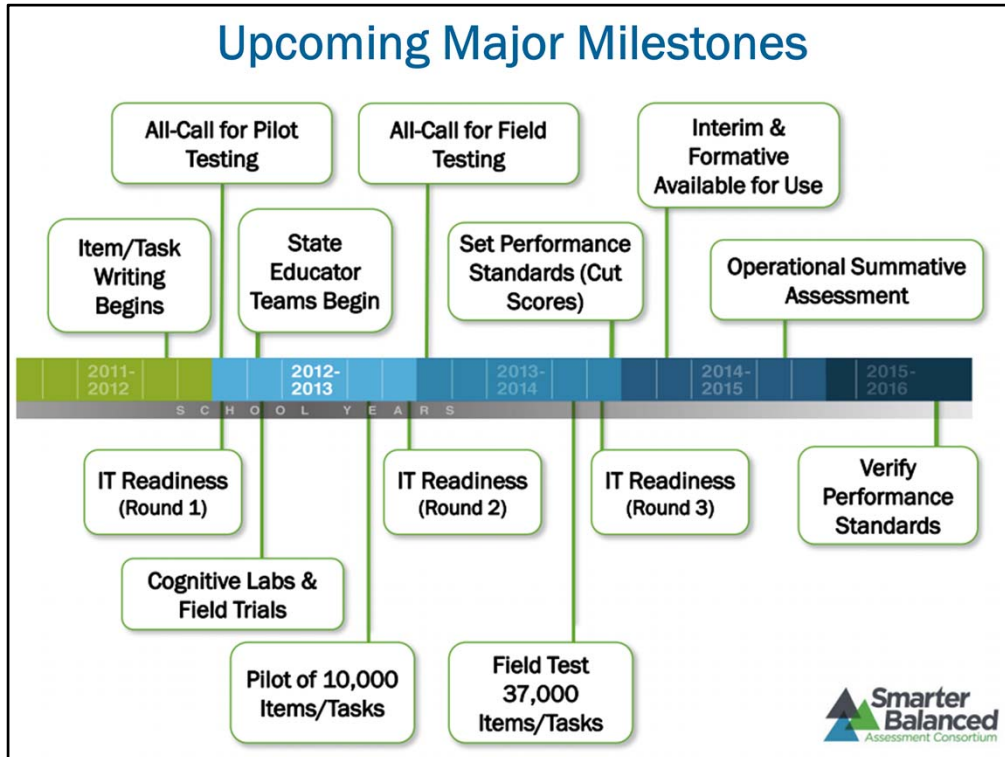 Upcoming Major Milestones
All-Call for Pilot
Testing
All-Call for Field
Testing
Interim &
Formative
Available for Use
Item/Task
Writing
Begins
State
Educator
Teams Begin
Set Performance
Standards (Cut
Scores)
Operational Summative
Assessment
2011-
2012
2012-
2013
2013-
2014
2014-
2015
2015-
2016
SCHOOL YEARS
IT Readiness
(Round 1)
IT Readiness
(Round 2)
IT Readiness
(Round 3)
Verify
Performance
Standards
Cognitive Labs &
Field Trials
Pilot of 10,000
Items/Tasks
Field Test
37,000
Items/Tasks
Smarter
Balanced
Assessment Consortium